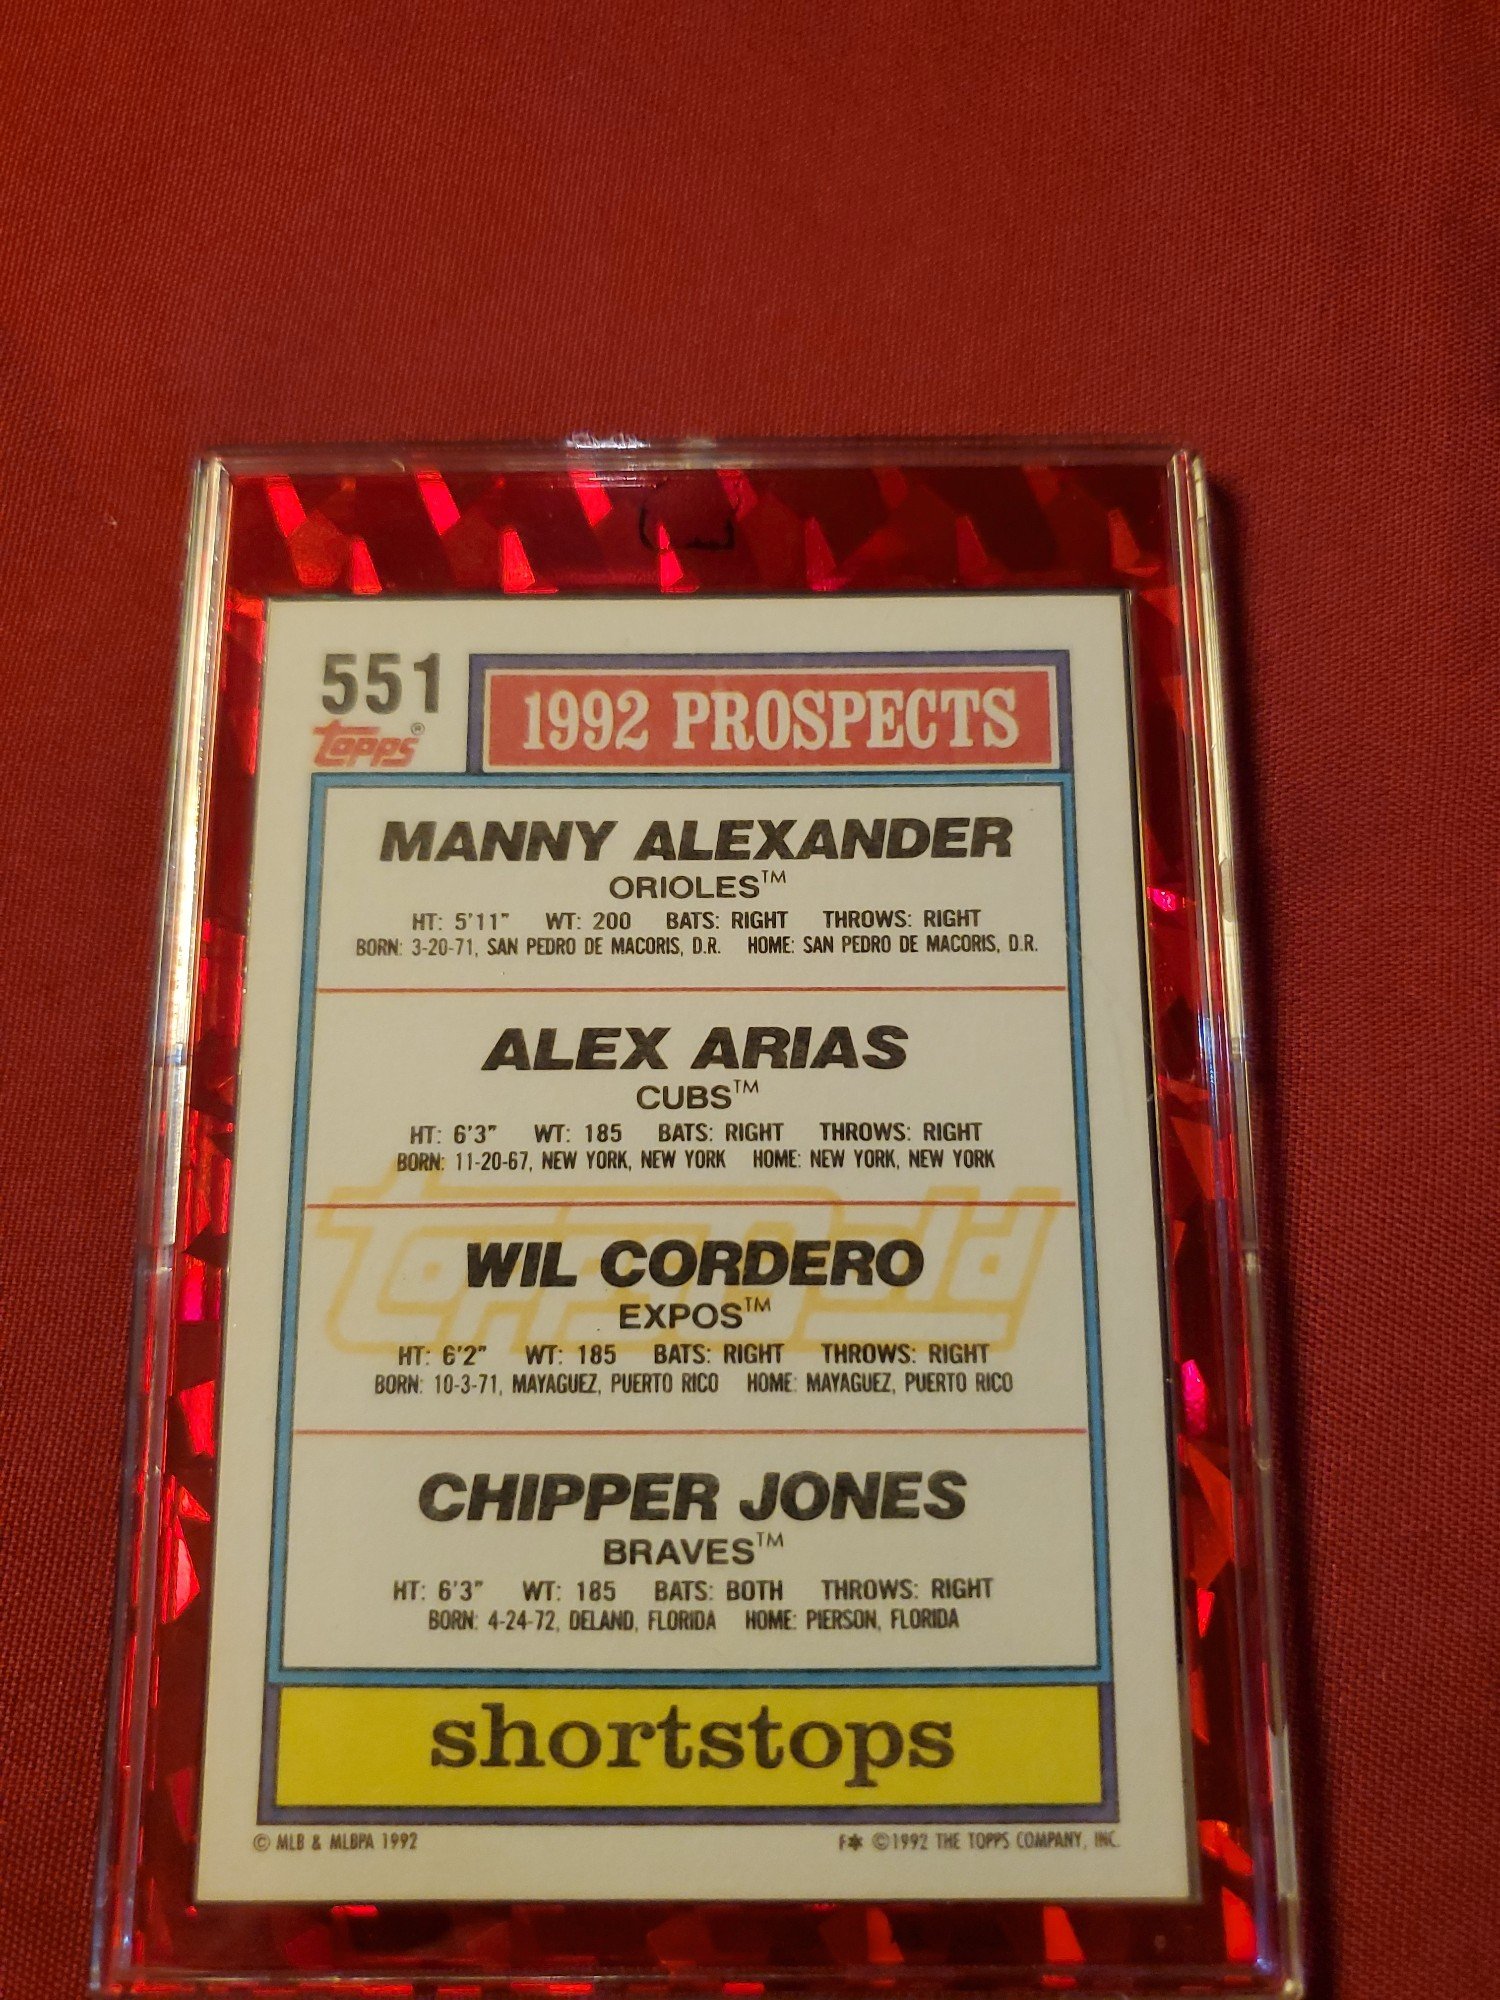 551
topps®
1992 PROSPECTS
MANNY ALEXANDER
ORIOLES™
HT: 5'11" WT: 200 BATS: RIGHT THROWS: RIGHT
BORN: 3-20-71, SAN PEDRO DE MACORIS, D.R. HOME: SAN PEDRO DE MACORIS, D.R.
ALEX ARIAS
CUBS™
HT: 6'3" WT: 185 BATS: RIGHT THROWS: RIGHT
BORN: 11-20-67, NEW YORK, NEW YORK HOME: NEW YORK, NEW YORK
ToppsGold
WIL CORDERO
EXPOS™
HT: 6'2" WT: 185 BATS: RIGHT THROWS: RIGHT
BORN: 10-3-71, MAYAGUEZ, PUERTO RICO HOME: MAYAGUEZ, PUERTO RICO
CHIPPER JONES
BRAVES™
HT: 6'3" WT: 185 BATS: BOTH THROWS: RIGHT
BORN: 4-24-72, DELAND, FLORIDA HOME: PIERSON, FLORIDA
shortstops
© MLB & MLBPA 1992
F✱ ©1992 THE TOPPS COMPANY, INC.